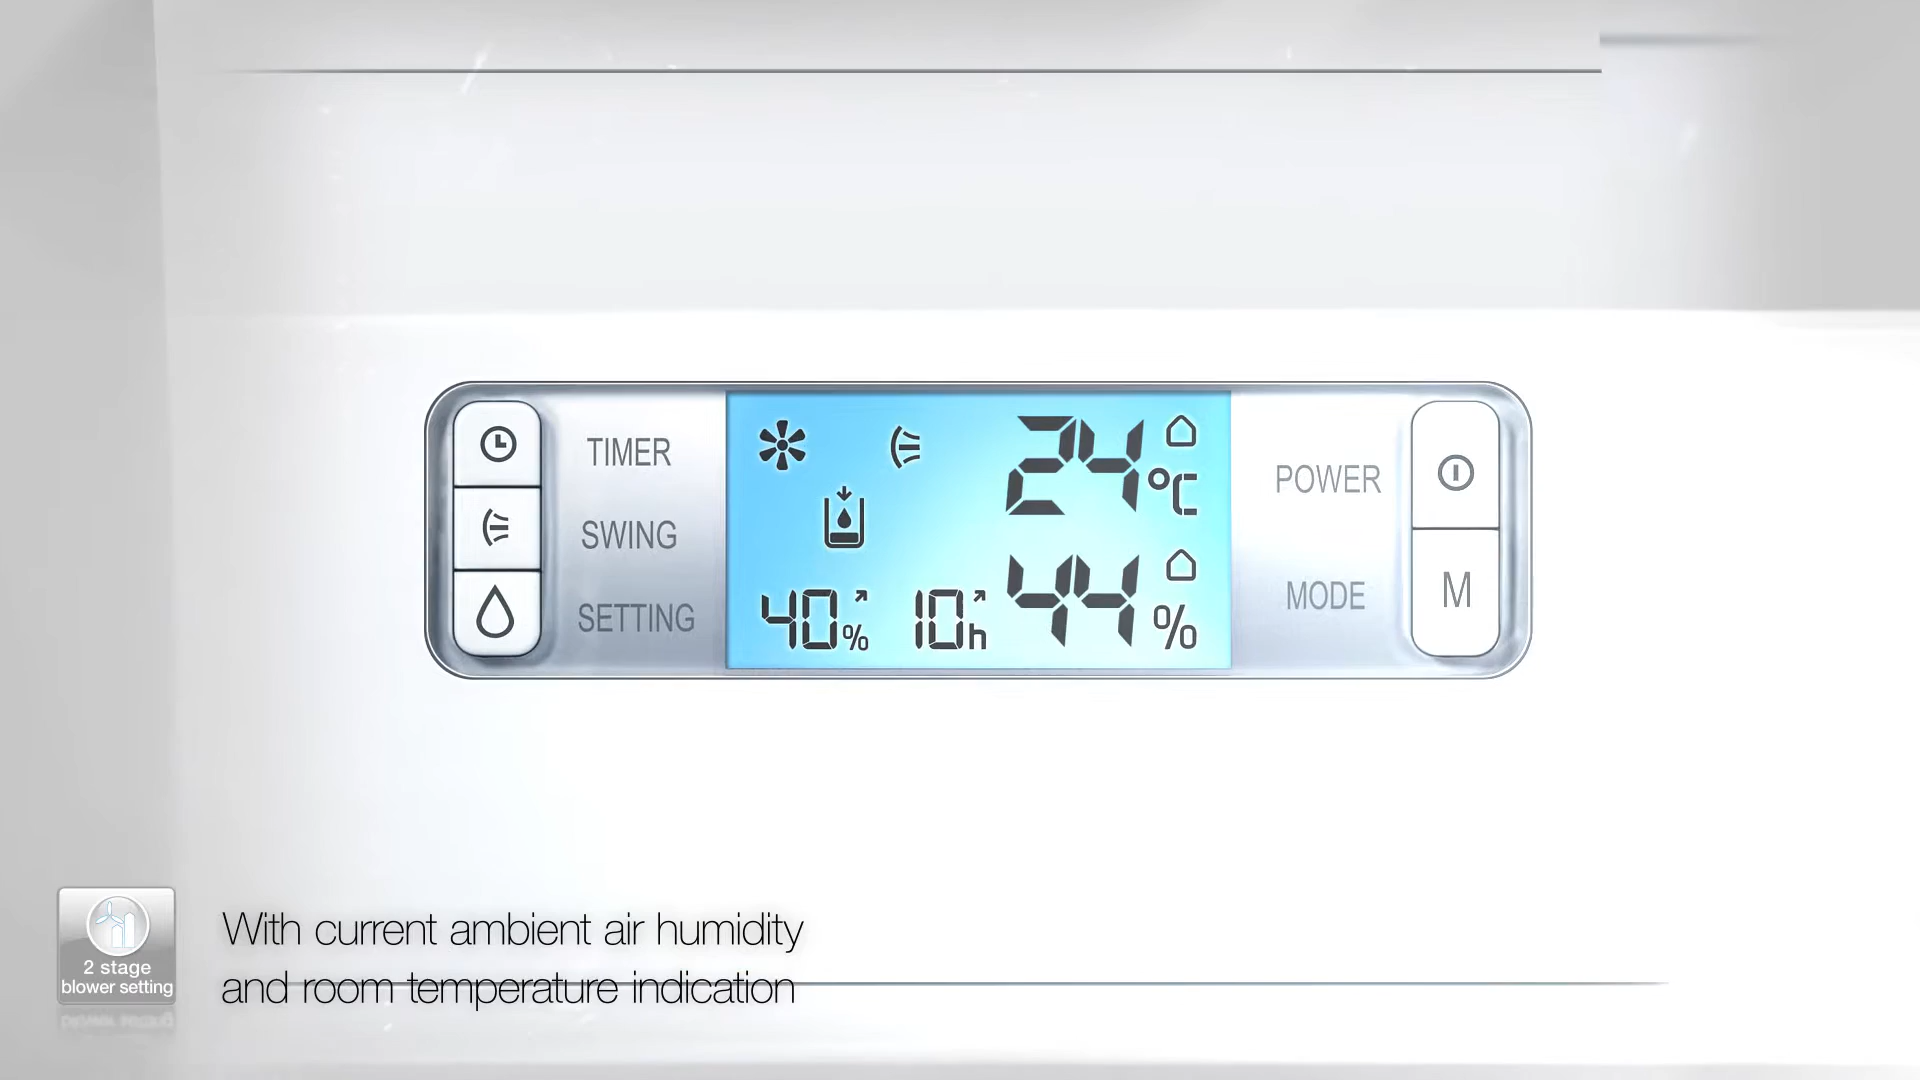 TIMER
SWING
SETTING
24 °C
44 %
40 %
10 h
POWER
MODE
M
2 stage
blower setting
With current ambient air humidity
and room temperature indication